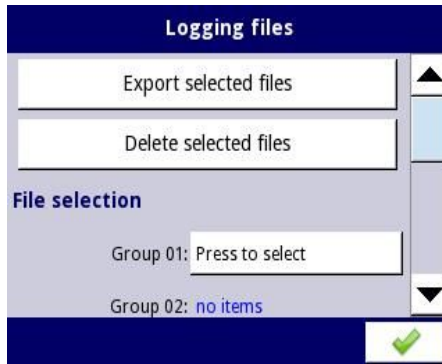 Logging files
Export selected files
Delete selected files
File selection
Group 01: Press to select
Group 02: no items